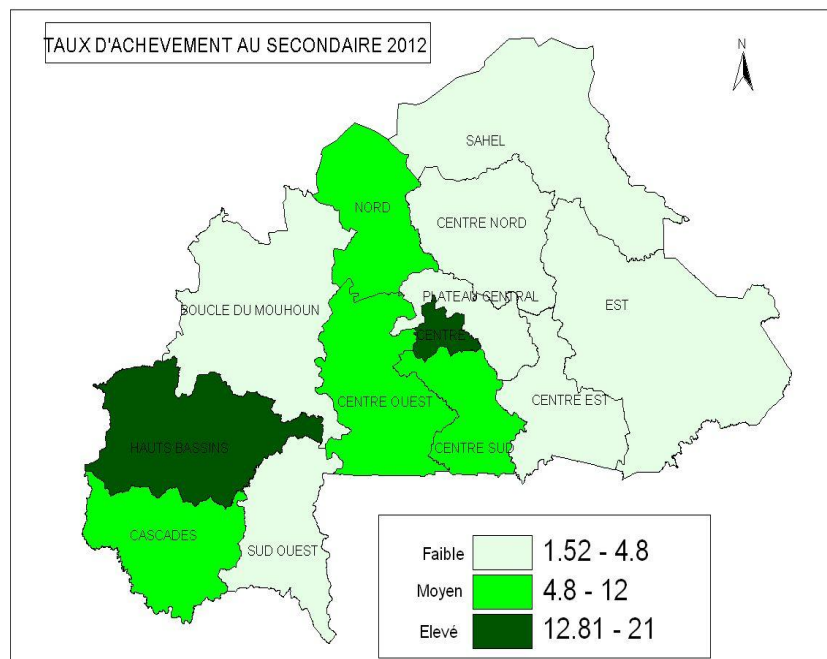 TAUX D'ACHEVEMENT AU SECONDAIRE 2012
N
SAHEL
NORD
CENTRE NORD
PLATEAU CENTRAL
EST
BOUCLE DU MOUHOUN
CENTRE
CENTRE OUEST
CENTRE EST
HAUTS BASSINS
CENTRE SUD
CASCADES
SUD OUEST
Faible 1.52 - 4.8
Moyen 4.8 - 12
Elevé 12.81 - 21